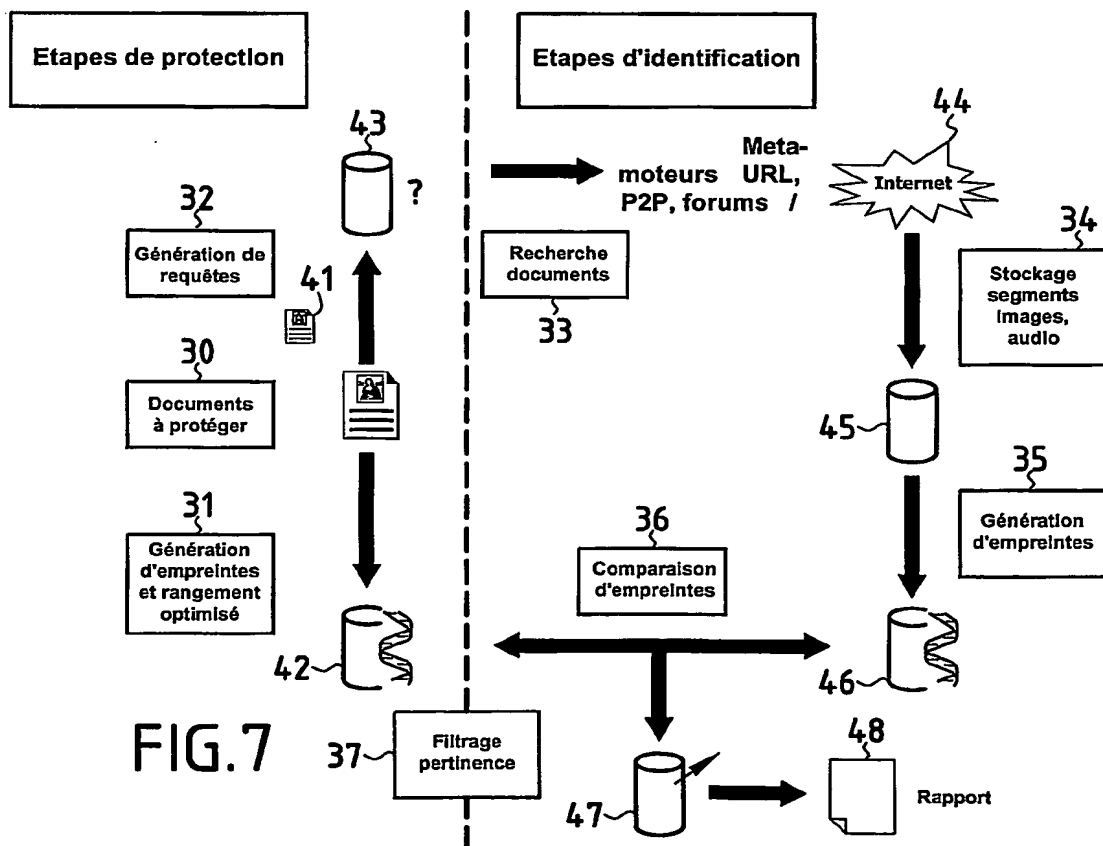 Etapes de protection
Etapes d'identification
43
?
32
Génération de
requêtes
41
30
Documents
à protéger
31
Génération
d'empreintes
et rangement
optimisé
42
FIG.7
Meta-
moteurs URL,
P2P, forums /
44
Internet
Recherche
documents
33
34
Stockage
segments
images,
audio
45
35
Génération
d'empreintes
36
Comparaison
d'empreintes
46
37
Filtrage
pertinence
47
48
Rapport